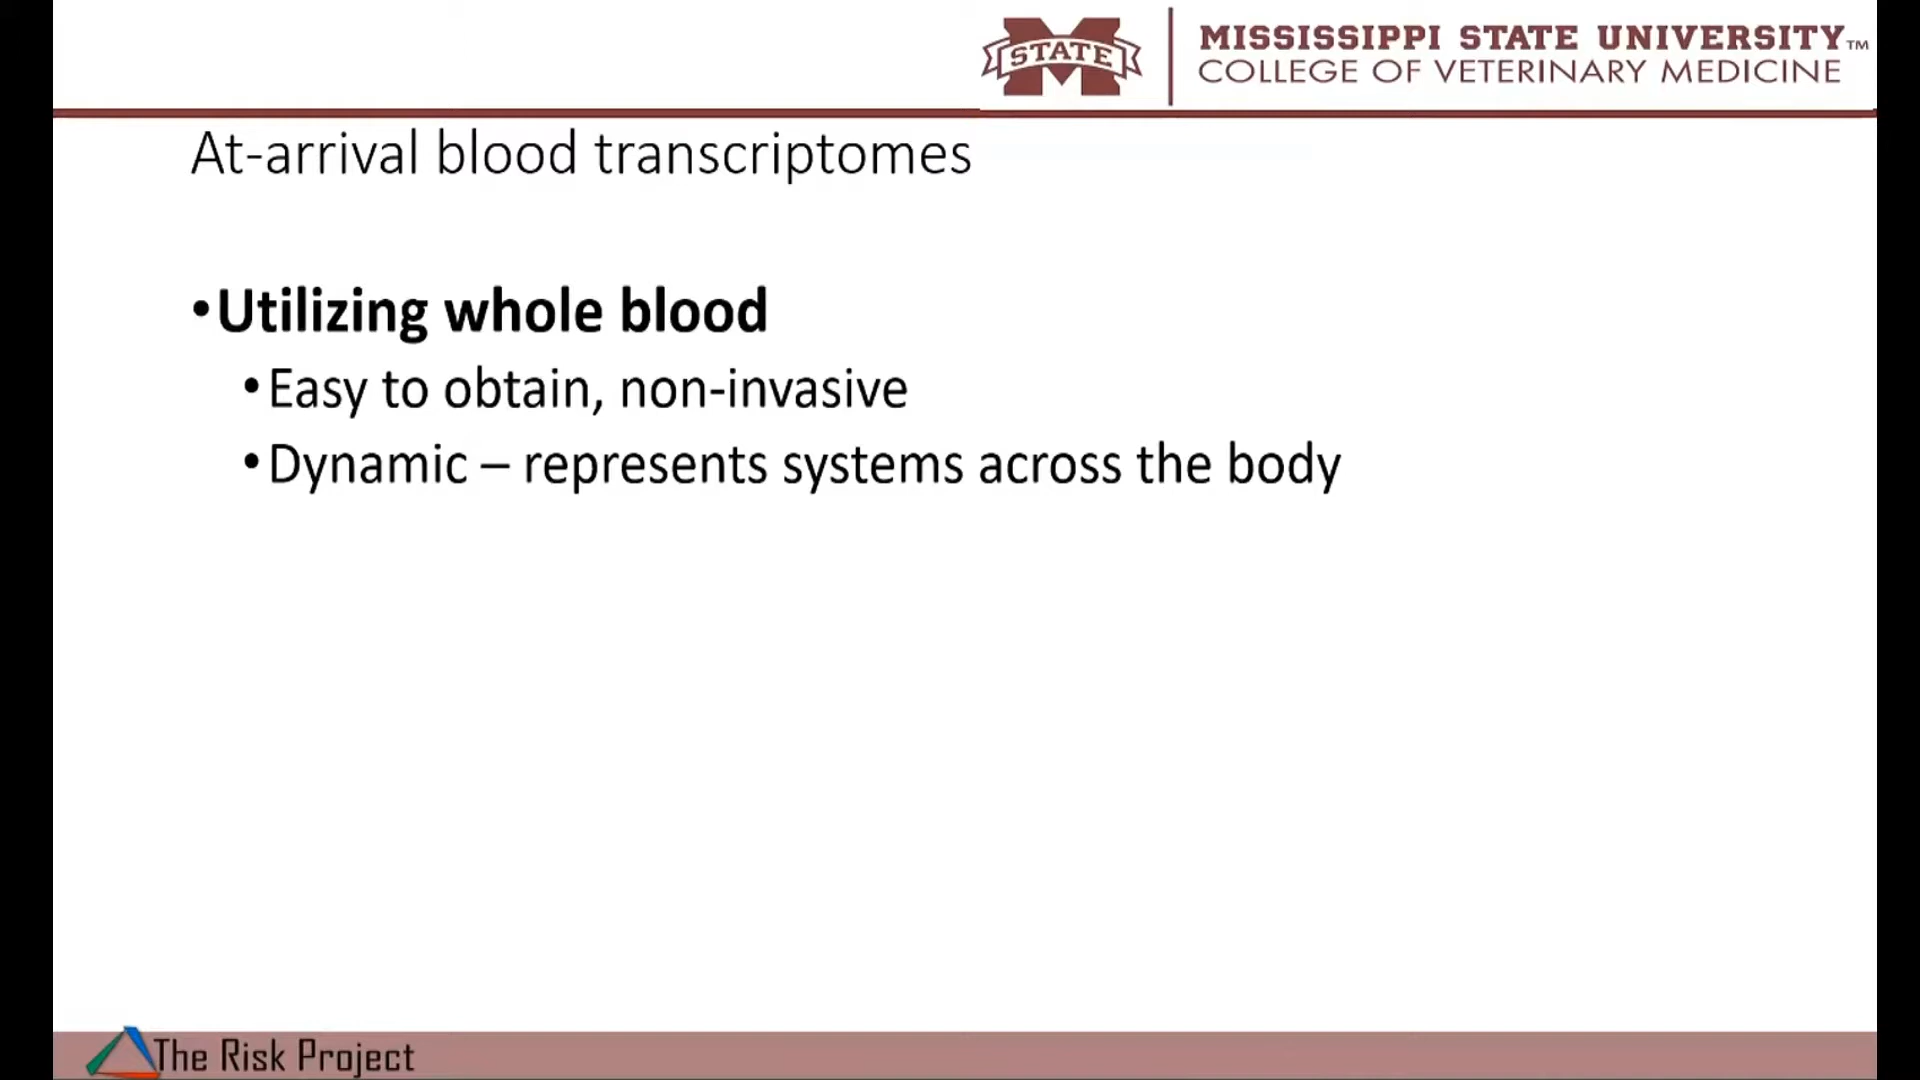 STATE
MISSISSIPPI STATE UNIVERSITY™
COLLEGE OF VETERINARY MEDICINE
At-arrival blood transcriptomes
•Utilizing whole blood
•Easy to obtain, non-invasive
•Dynamic – represents systems across the body
The Risk Project